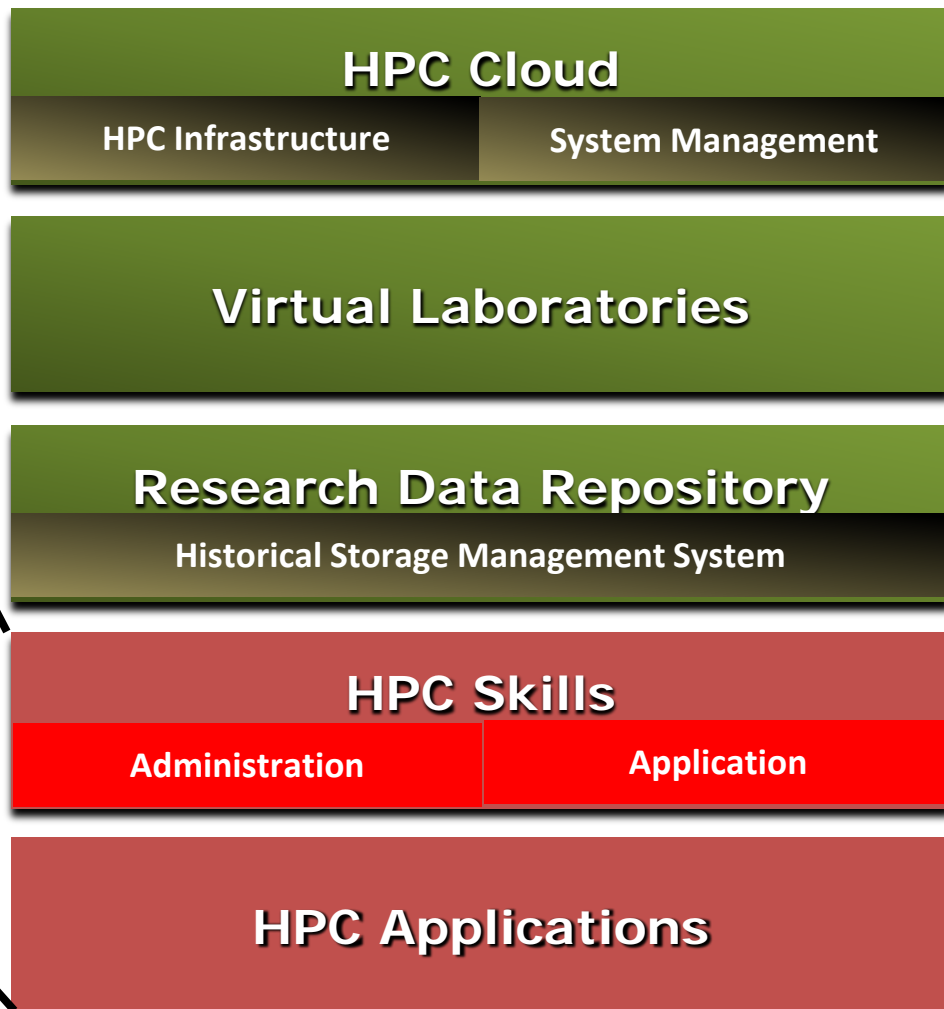 HPC Cloud
HPC Infrastructure
System Management
Virtual Laboratories
Research Data Repository
Historical Storage Management System
HPC Skills
Administration
Application
HPC Applications